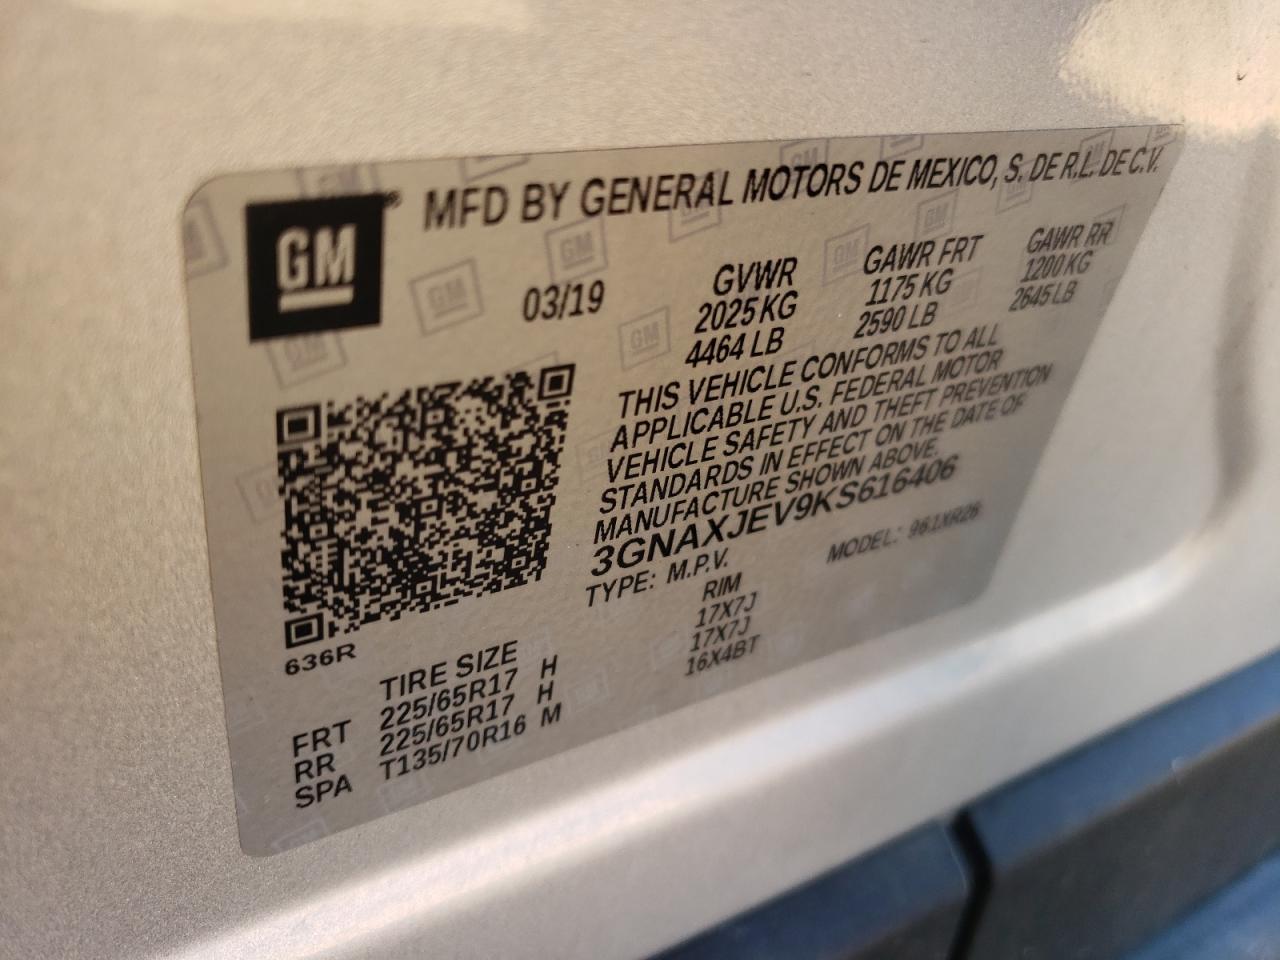 GM® MFD BY GENERAL MOTORS DE MEXICO, S. DE R.L. DE C.V.
03/19
GVWR GAWR FRT GAWR RR
2025 KG 1175 KG 1200 KG
4464 LB 2590 LB 2645 LB
THIS VEHICLE CONFORMS TO ALL
APPLICABLE U.S. FEDERAL MOTOR
VEHICLE SAFETY AND THEFT PREVENTION
STANDARDS IN EFFECT ON THE DATE OF
MANUFACTURE SHOWN ABOVE.
3GNAXJEV9KS616406
TYPE: M.P.V. MODEL: 961XR26
636R
TIRE SIZE RIM
FRT 225/65R17 H 17X7J
RR 225/65R17 H 17X7J
SPA T135/70R16 M 16X4BT